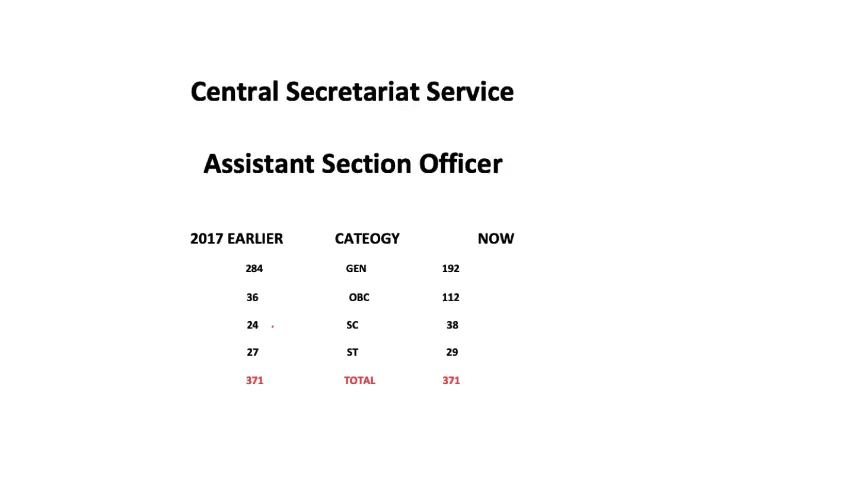 Central Secretariat Service
Assistant Section Officer
2017 EARLIER CATEOGY NOW
284 GEN 192
36 OBC 112
24 SC 38
27 ST 29
371 TOTAL 371